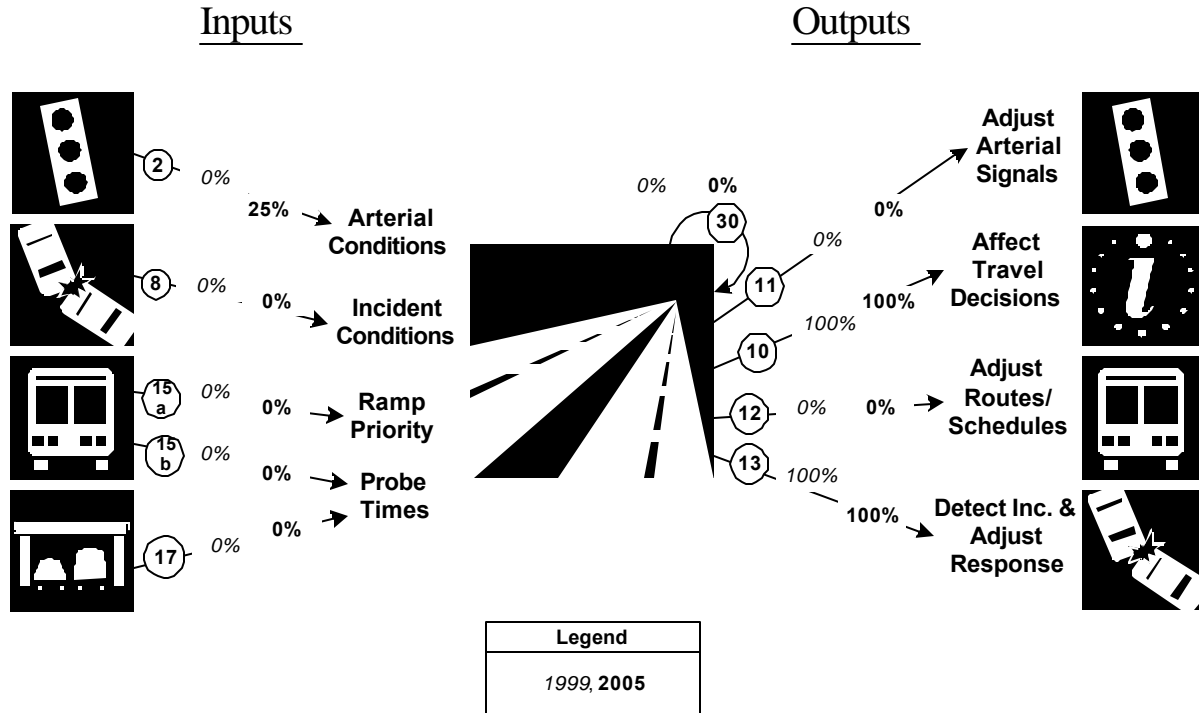 Inputs
Outputs
2
0%
25%
Arterial
Conditions
8
0%
0%
Incident
Conditions
15
a
0%
0%
Ramp
Priority
15
b
0%
0%
Probe
Times
17
0%
0%
0%
0%
30
11
0%
0%
Adjust
Arterial
Signals
10
100%
100%
Affect
Travel
Decisions
i
12
0%
0%
Adjust
Routes/
Schedules
13
100%
100%
Detect Inc. &
Adjust
Response
Legend
1999, 2005